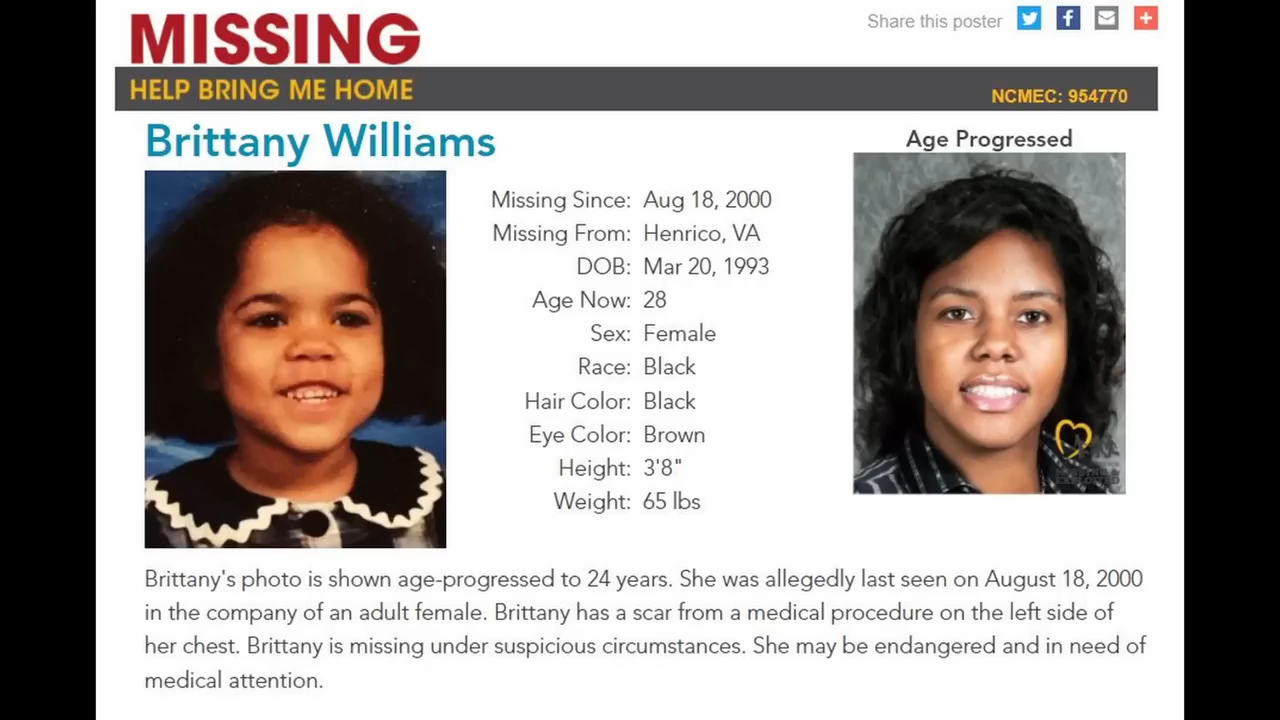 MISSING
Share this poster
HELP BRING ME HOME
NCMEC: 954770
Brittany Williams
Age Progressed
Missing Since: Aug 18, 2000
Missing From: Henrico, VA
DOB: Mar 20, 1993
Age Now: 28
Sex: Female
Race: Black
Hair Color: Black
Eye Color: Brown
Height: 3'8"
Weight: 65 lbs
Brittany's photo is shown age-progressed to 24 years. She was allegedly last seen on August 18, 2000
in the company of an adult female. Brittany has a scar from a medical procedure on the left side of
her chest. Brittany is missing under suspicious circumstances. She may be endangered and in need of
medical attention.